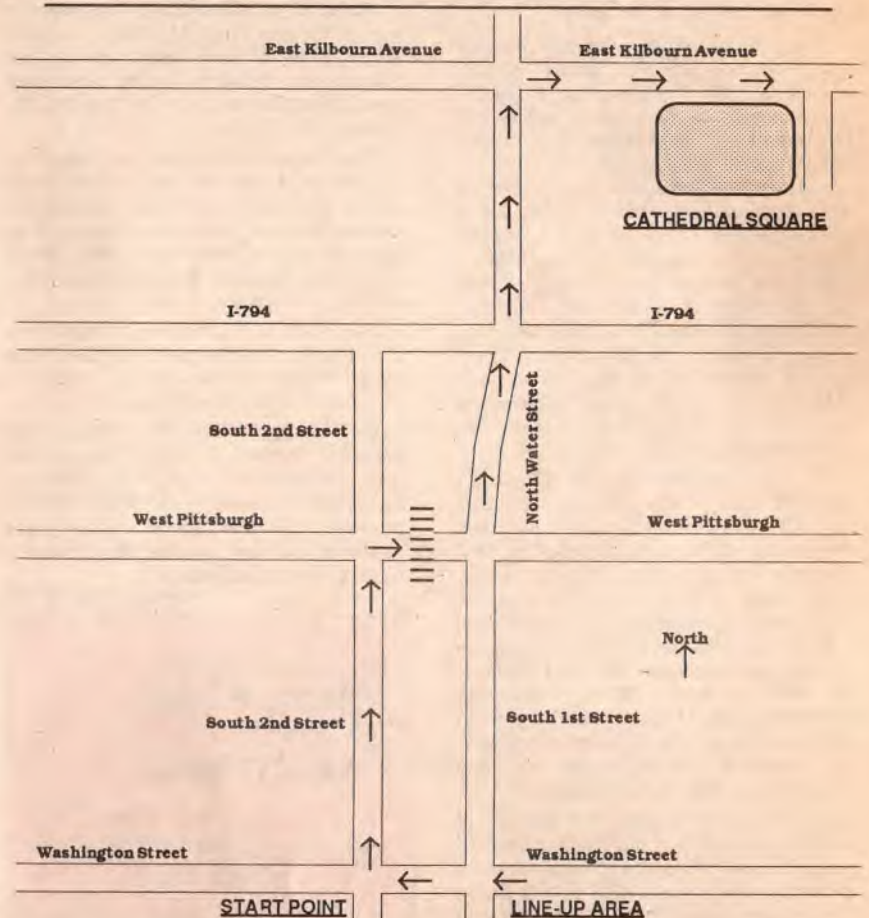 East Kilbourn Avenue East Kilbourn Avenue
CATHEDRAL SQUARE
I-794 I-794
North Water Street
South 2nd Street
West Pittsburgh West Pittsburgh
North
South 2nd Street South 1st Street
Washington Street Washington Street
START POINT LINE-UP AREA